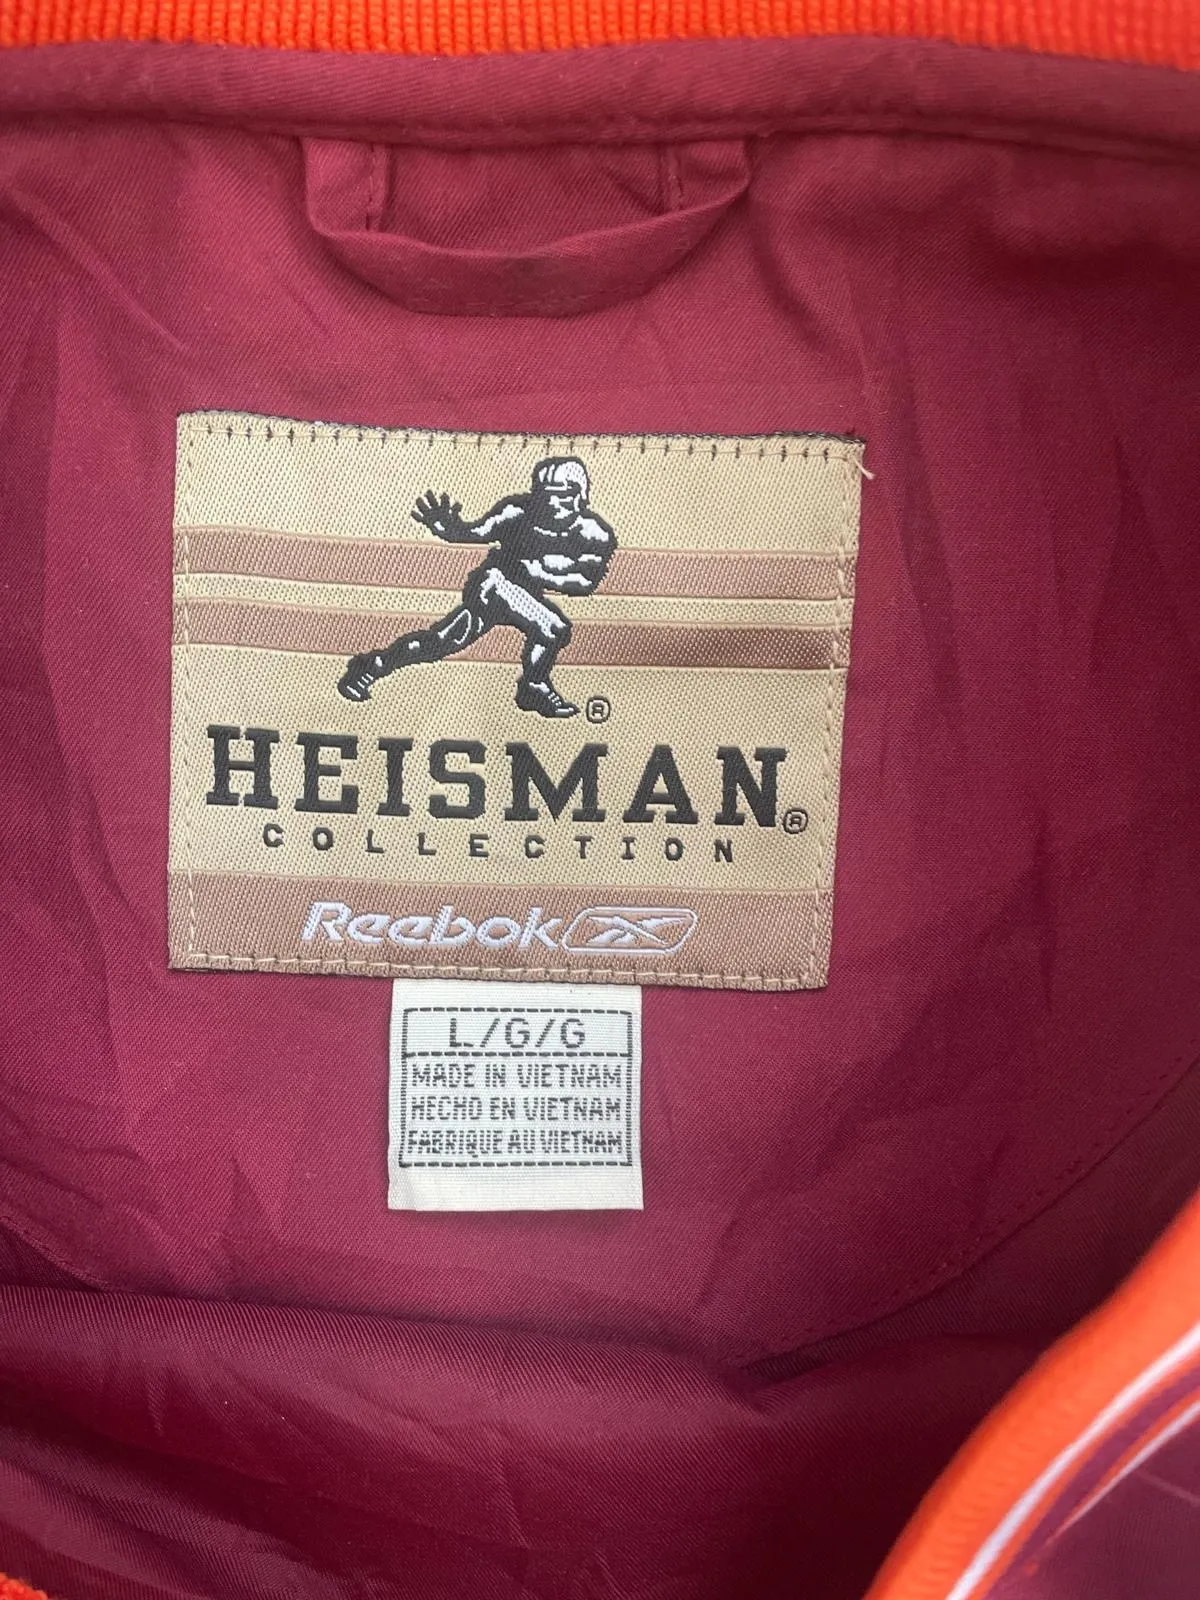 ®
HEISMAN®
COLLECTION
Reebok
L/G/G
MADE IN VIETNAM
HECHO EN VIETNAM
FABRIQUE AU VIETNAM